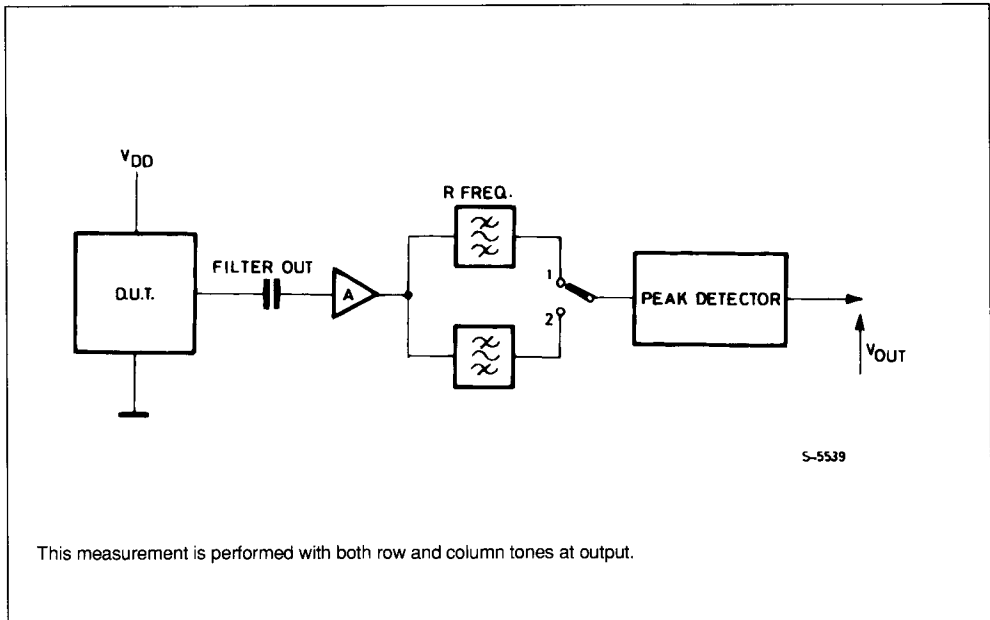 VDD
R FREQ.
FILTER OUT
D.U.T.
A
1
2
PEAK DETECTOR
VOUT
S-5539
This measurement is performed with both row and column tones at output.